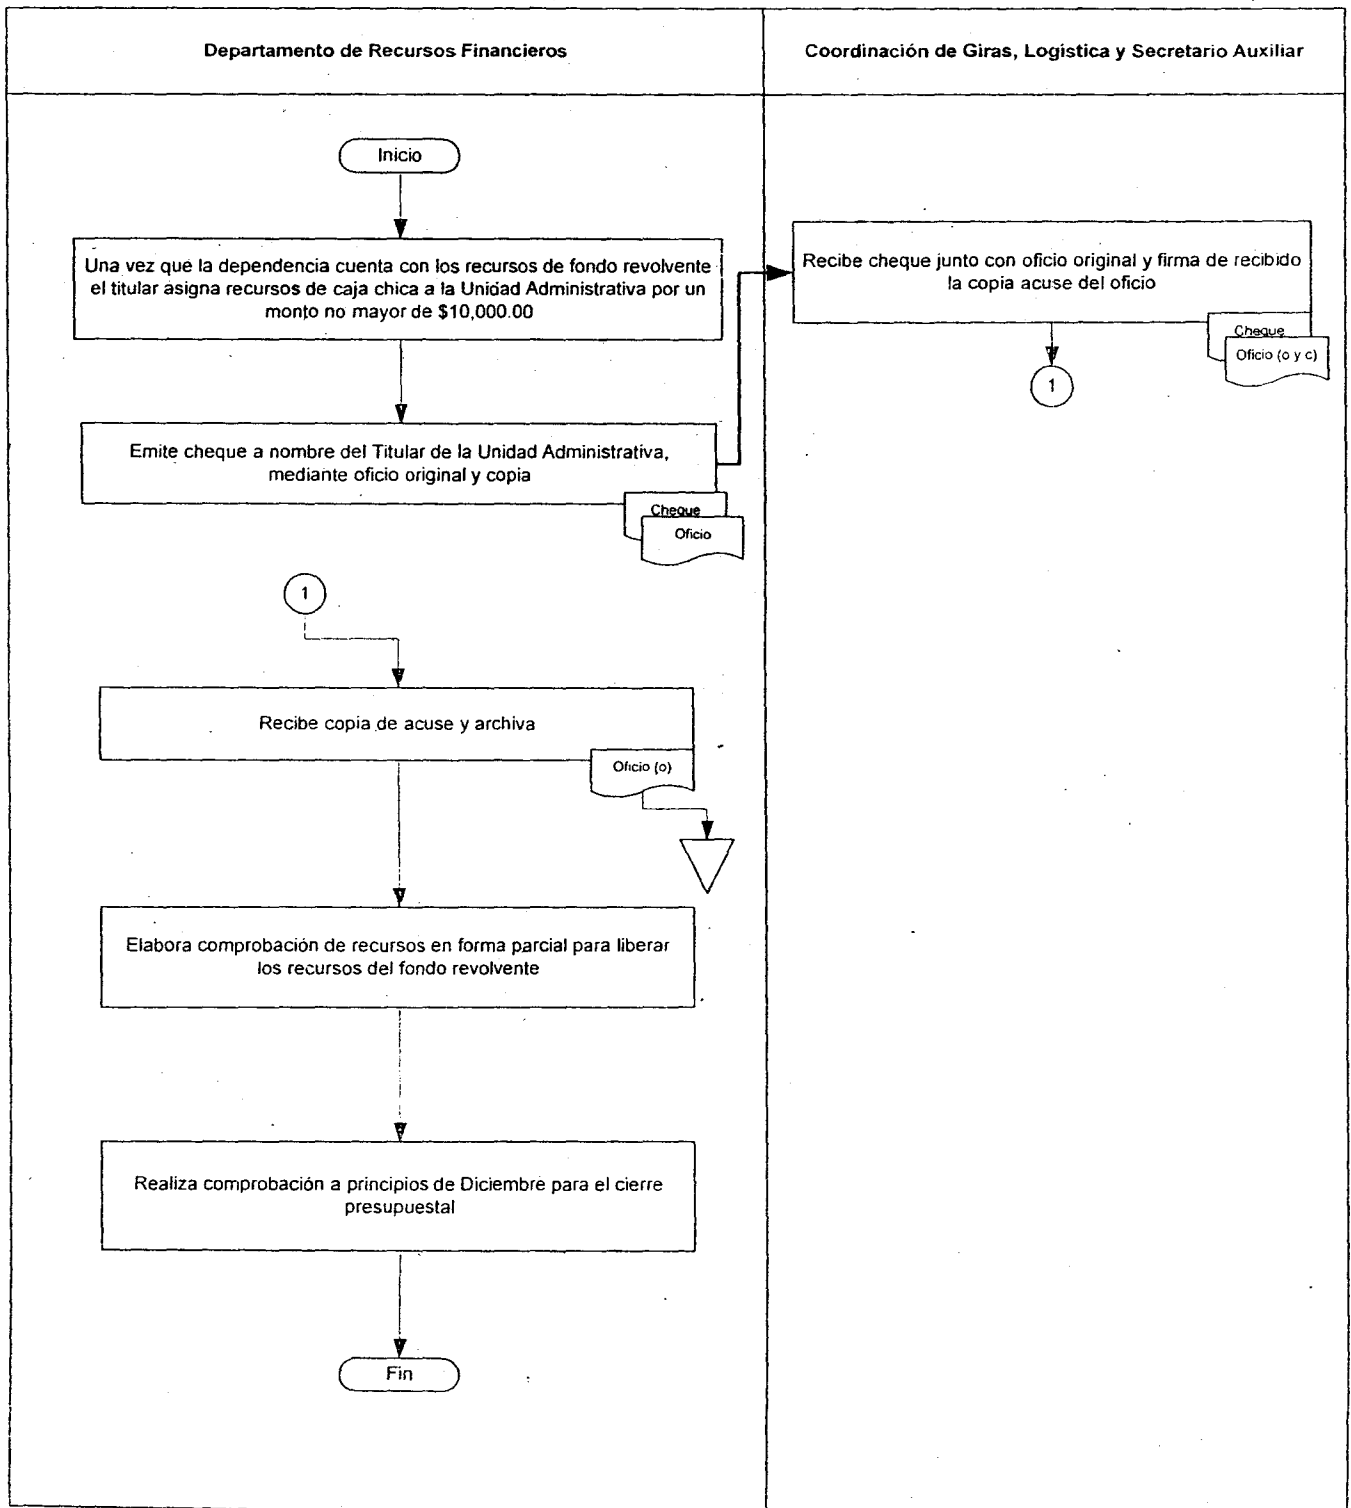 Departamento de Recursos Financieros
Coordinación de Giras, Logística y Secretario Auxiliar
Inicio
Una vez que la dependencia cuenta con los recursos de fondo revolvente
el titular asigna recursos de caja chica a la Unidad Administrativa por un
monto no mayor de $10,000.00
Recibe cheque junto con oficio original y firma de recibido
la copia acuse del oficio
Cheque
Oficio (o y c)
1
Emite cheque a nombre del Titular de la Unidad Administrativa,
mediante oficio original y copia
Cheque
Oficio
1
Recibe copia de acuse y archiva
Oficio (o)
Elabora comprobación de recursos en forma parcial para liberar
los recursos del fondo revolvente
Realiza comprobación a principios de Diciembre para el cierre
presupuestal
Fin